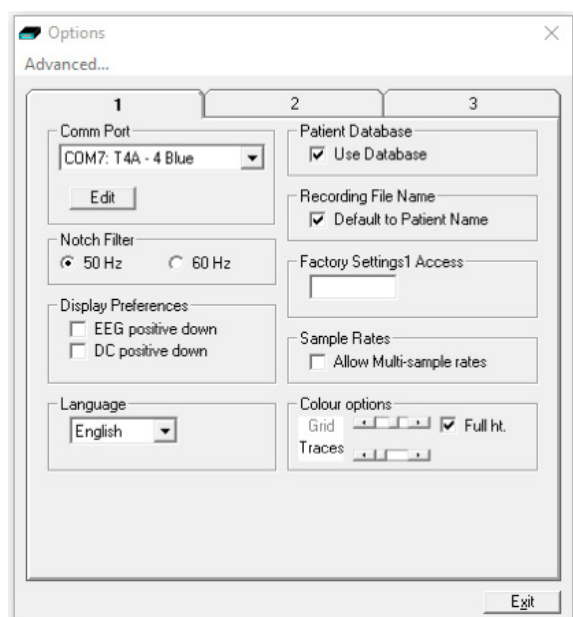 Options
Advanced...
1 2 3
Comm Port
COM7: T4A - 4 Blue
Edit
Notch Filter
50 Hz 60 Hz
Display Preferences
EEG positive down
DC positive down
Language
English
Patient Database
Use Database
Recording File Name
Default to Patient Name
Factory Settings1 Access
Sample Rates
Allow Multi-sample rates
Colour options
Grid Full ht.
Traces
Exit